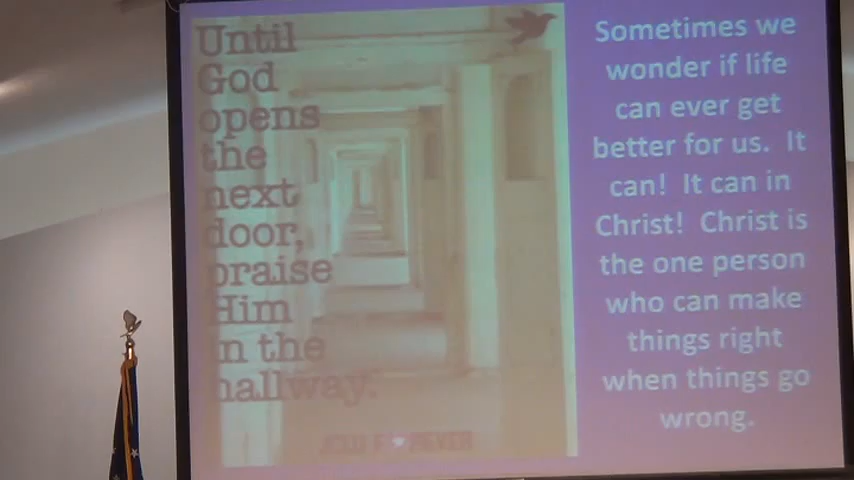 Until
God
opens
the
next
door,
praise
Him
in the
hallway.
Sometimes we
wonder if life
can ever get
better for us. It
can! It can in
Christ! Christ is
the one person
who can make
things right
when things go
wrong.